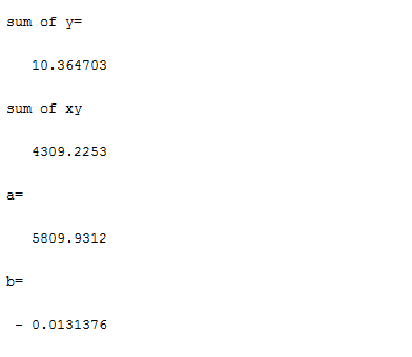 sum of y=
10.364703
sum of xy
4309.2253
a=
5809.9312
b=
- 0.0131376